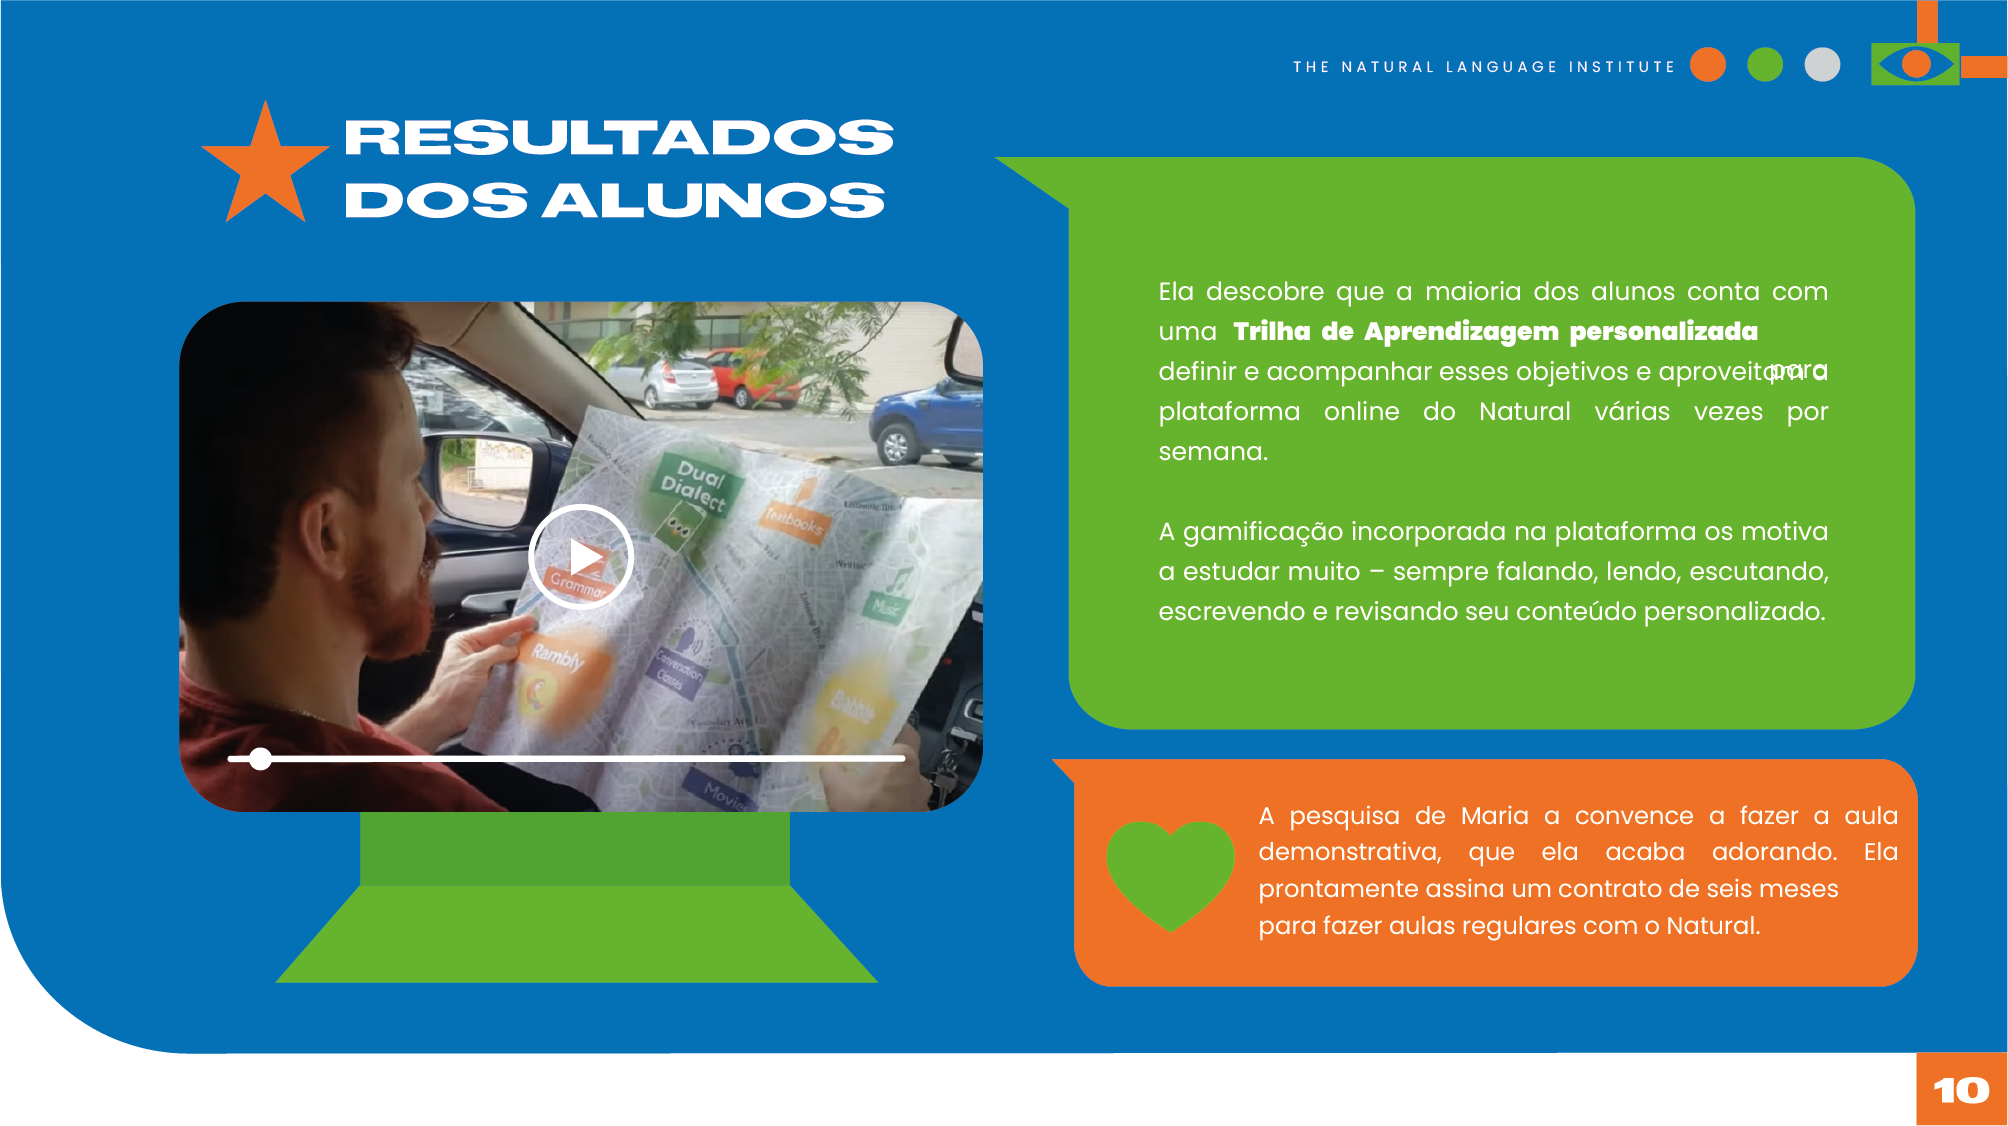 THE NATURAL LANGUAGE INSTITUTE
RESULTADOS
DOS ALUNOS
Ela descobre que a maioria dos alunos conta com
uma Trilha de Aprendizagem personalizada
para
definir e acompanhar esses objetivos e aproveitam a
plataforma online do Natural várias vezes por
semana.
A gamificação incorporada na plataforma os motiva
a estudar muito – sempre falando, lendo, escutando,
escrevendo e revisando seu conteúdo personalizado.
Dual
Dialect
Textbooks
Grammar
Music
Rambly
Conversation
Classes
Movies
A pesquisa de Maria a convence a fazer a aula
demonstrativa, que ela acaba adorando. Ela
prontamente assina um contrato de seis meses
para fazer aulas regulares com o Natural.
10